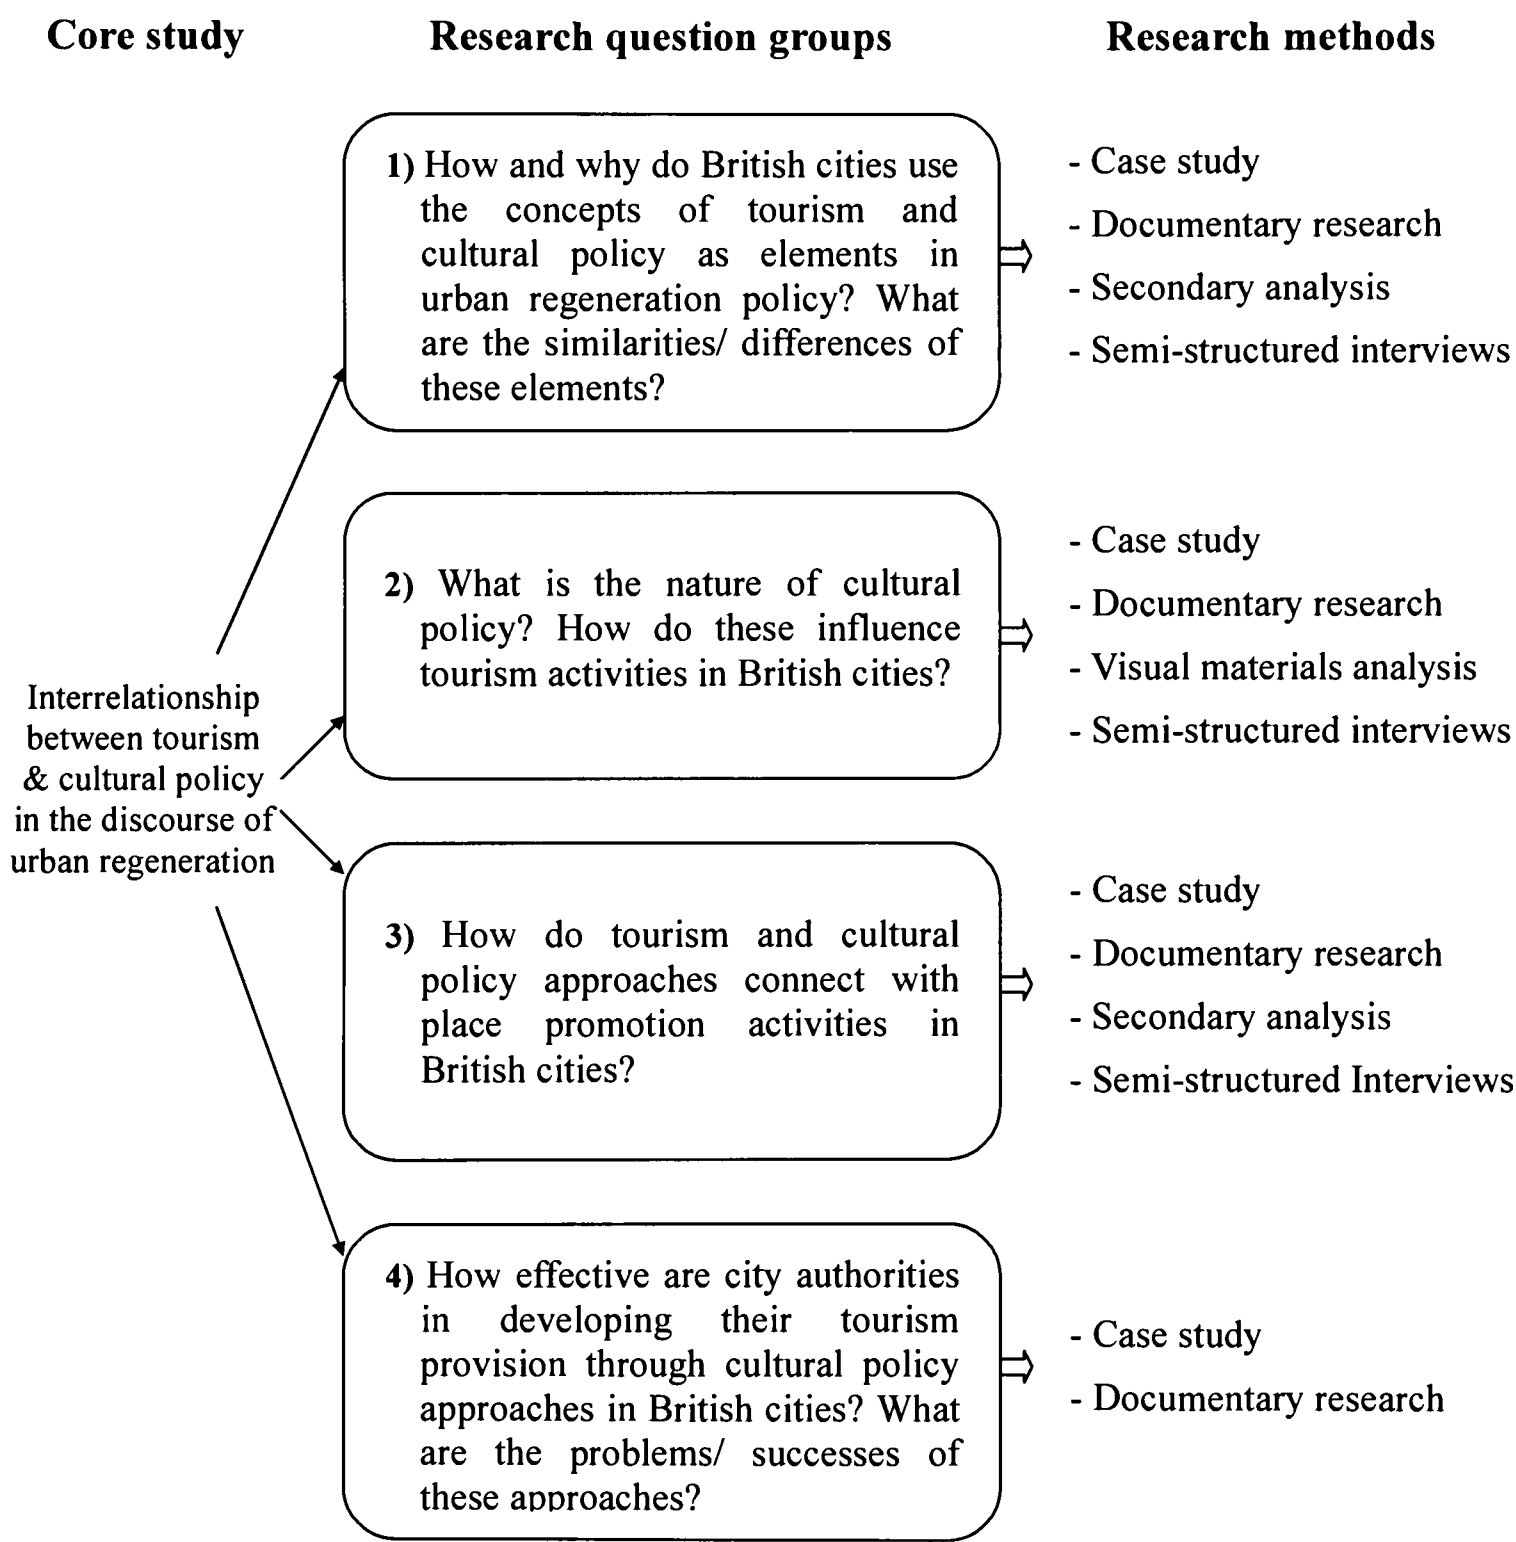 Core study
Research question groups
Research methods
Interrelationship
between tourism
& cultural policy
in the discourse of
urban regeneration
1) How and why do British cities use
the concepts of tourism and
cultural policy as elements in
urban regeneration policy? What
are the similarities/ differences of
these elements?
- Case study
- Documentary research
- Secondary analysis
- Semi-structured interviews
2) What is the nature of cultural
policy? How do these influence
tourism activities in British cities?
- Case study
- Documentary research
- Visual materials analysis
- Semi-structured interviews
3) How do tourism and cultural
policy approaches connect with
place promotion activities in
British cities?
- Case study
- Documentary research
- Secondary analysis
- Semi-structured Interviews
4) How effective are city authorities
in developing their tourism
provision through cultural policy
approaches in British cities? What
are the problems/ successes of
these approaches?
- Case study
- Documentary research